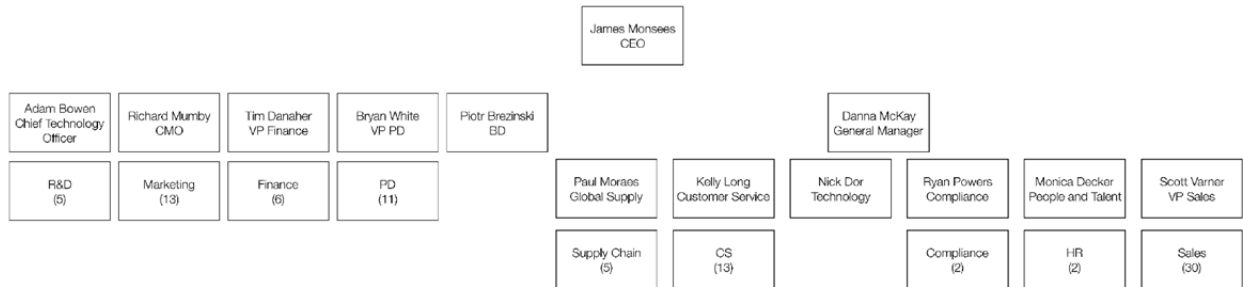 James Monsees
CEO
Adam Bowen
Chief Technology
Officer
Richard Mumby
CMO
Tim Danaher
VP Finance
Bryan White
VP PD
Piotr Brezinski
BD
Danna McKay
General Manager
R&D
(5)
Marketing
(13)
Finance
(6)
PD
(11)
Paul Moraes
Global Supply
Kelly Long
Customer Service
Nick Dor
Technology
Ryan Powers
Compliance
Monica Decker
People and Talent
Scott Varner
VP Sales
Supply Chain
(5)
CS
(13)
Compliance
(2)
HR
(2)
Sales
(30)